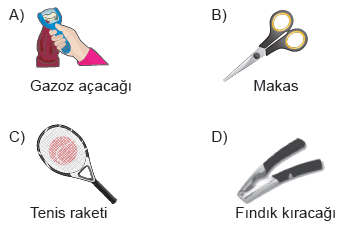 A)
B)
Gazoz açacağı
Makas
C)
D)
Tenis raketi
Fındık kıracağı